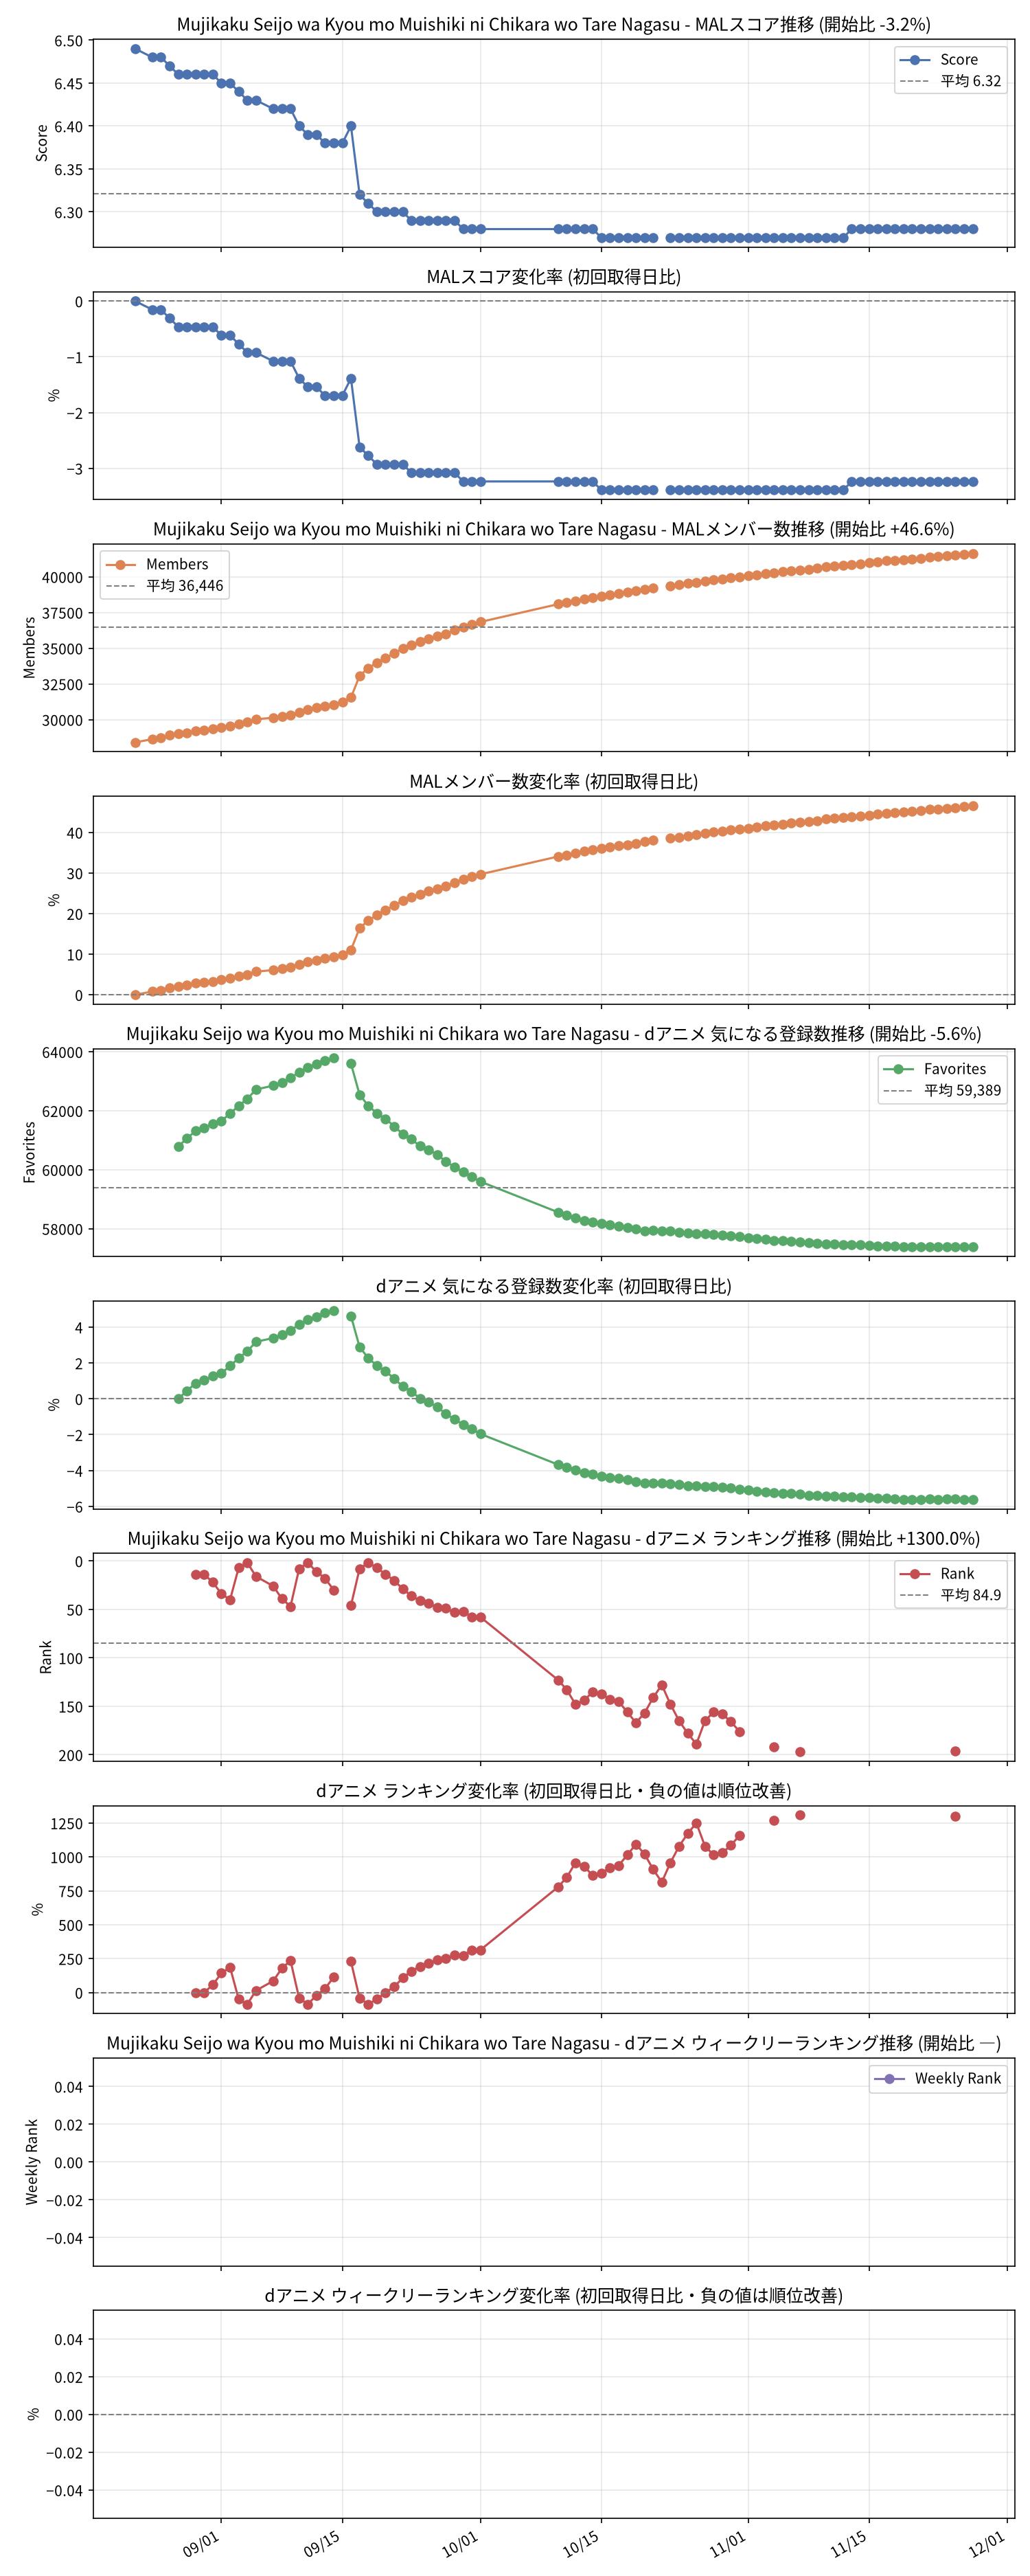 Mujikaku Seijo wa Kyou mo Muishiki ni Chikara wo Tare Nagasu - MALスコア推移 (開始比 -3.2%)
6.50
6.45
6.40
6.35
6.30
Score
Score
平均 6.32
MALスコア変化率 (初回取得日比)
0
−1
−2
−3
%
Mujikaku Seijo wa Kyou mo Muishiki ni Chikara wo Tare Nagasu - MALメンバー数推移 (開始比 +46.6%)
40000
37500
35000
32500
30000
Members
Members
平均 36,446
MALメンバー数変化率 (初回取得日比)
40
30
20
10
0
%
Mujikaku Seijo wa Kyou mo Muishiki ni Chikara wo Tare Nagasu - dアニメ 気になる登録数推移 (開始比 -5.6%)
64000
62000
60000
58000
Favorites
Favorites
平均 59,389
dアニメ 気になる登録数変化率 (初回取得日比)
4
2
0
−2
−4
−6
%
Mujikaku Seijo wa Kyou mo Muishiki ni Chikara wo Tare Nagasu - dアニメ ランキング推移 (開始比 +1300.0%)
0
50
100
150
200
Rank
Rank
平均 84.9
dアニメ ランキング変化率 (初回取得日比・負の値は順位改善)
1250
1000
750
500
250
0
%
Mujikaku Seijo wa Kyou mo Muishiki ni Chikara wo Tare Nagasu - dアニメ ウィークリーランキング推移 (開始比 —)
0.04
0.02
0.00
−0.02
−0.04
Weekly Rank
Weekly Rank
dアニメ ウィークリーランキング変化率 (初回取得日比・負の値は順位改善)
0.04
0.02
0.00
−0.02
−0.04
%
09/01
09/15
10/01
10/15
11/01
11/15
12/01